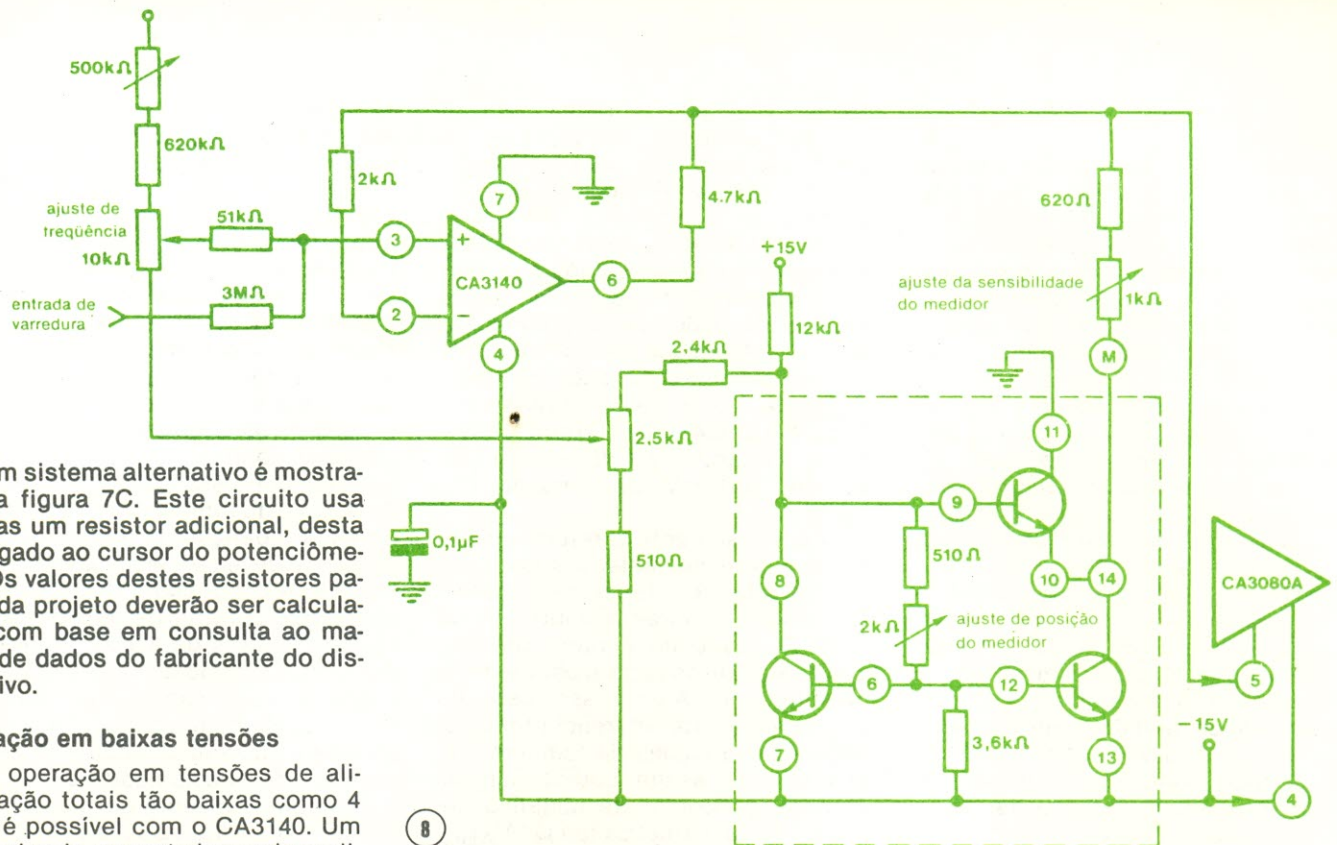 500kΩ
620kΩ
ajuste de
freqüência
10kΩ
51kΩ
entrada de
varredura
3MΩ
2kΩ
3
2
+
−
CA3140
7
4
6
4.7kΩ
+15V
12kΩ
2,4kΩ
2,5kΩ
510Ω
0,1µF
620Ω
ajuste da sensibilidade
do medidor
1kΩ
M
11
9
10
14
8
510Ω
2kΩ
ajuste de posição
do medidor
6
12
7
3,6kΩ
13
CA3080A
5
−15V
4
8
m sistema alternativo é mostra-
a figura 7C. Este circuito usa
as um resistor adicional, desta
gado ao cursor do potenciôme-
Os valores destes resistores pa-
da projeto deverão ser calcula-
com base em consulta ao ma-
de dados do fabricante do dis-
ivo.
ação em baixas tensões
operação em tensões de ali-
ação totais tão baixas como 4
é possível com o CA3140. Um